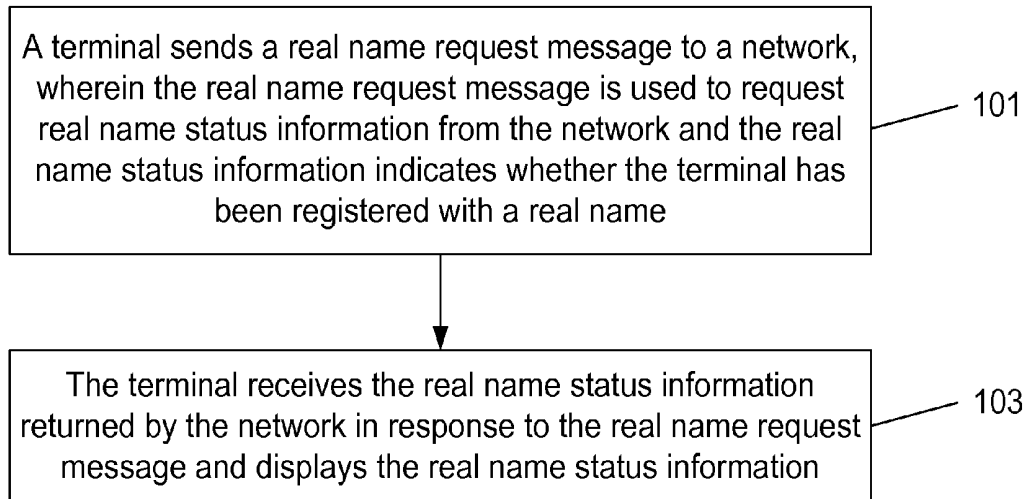 A terminal sends a real name request message to a network,
wherein the real name request message is used to request
real name status information from the network and the real
name status information indicates whether the terminal has
been registered with a real name
101
The terminal receives the real name status information
returned by the network in response to the real name request
message and displays the real name status information
103